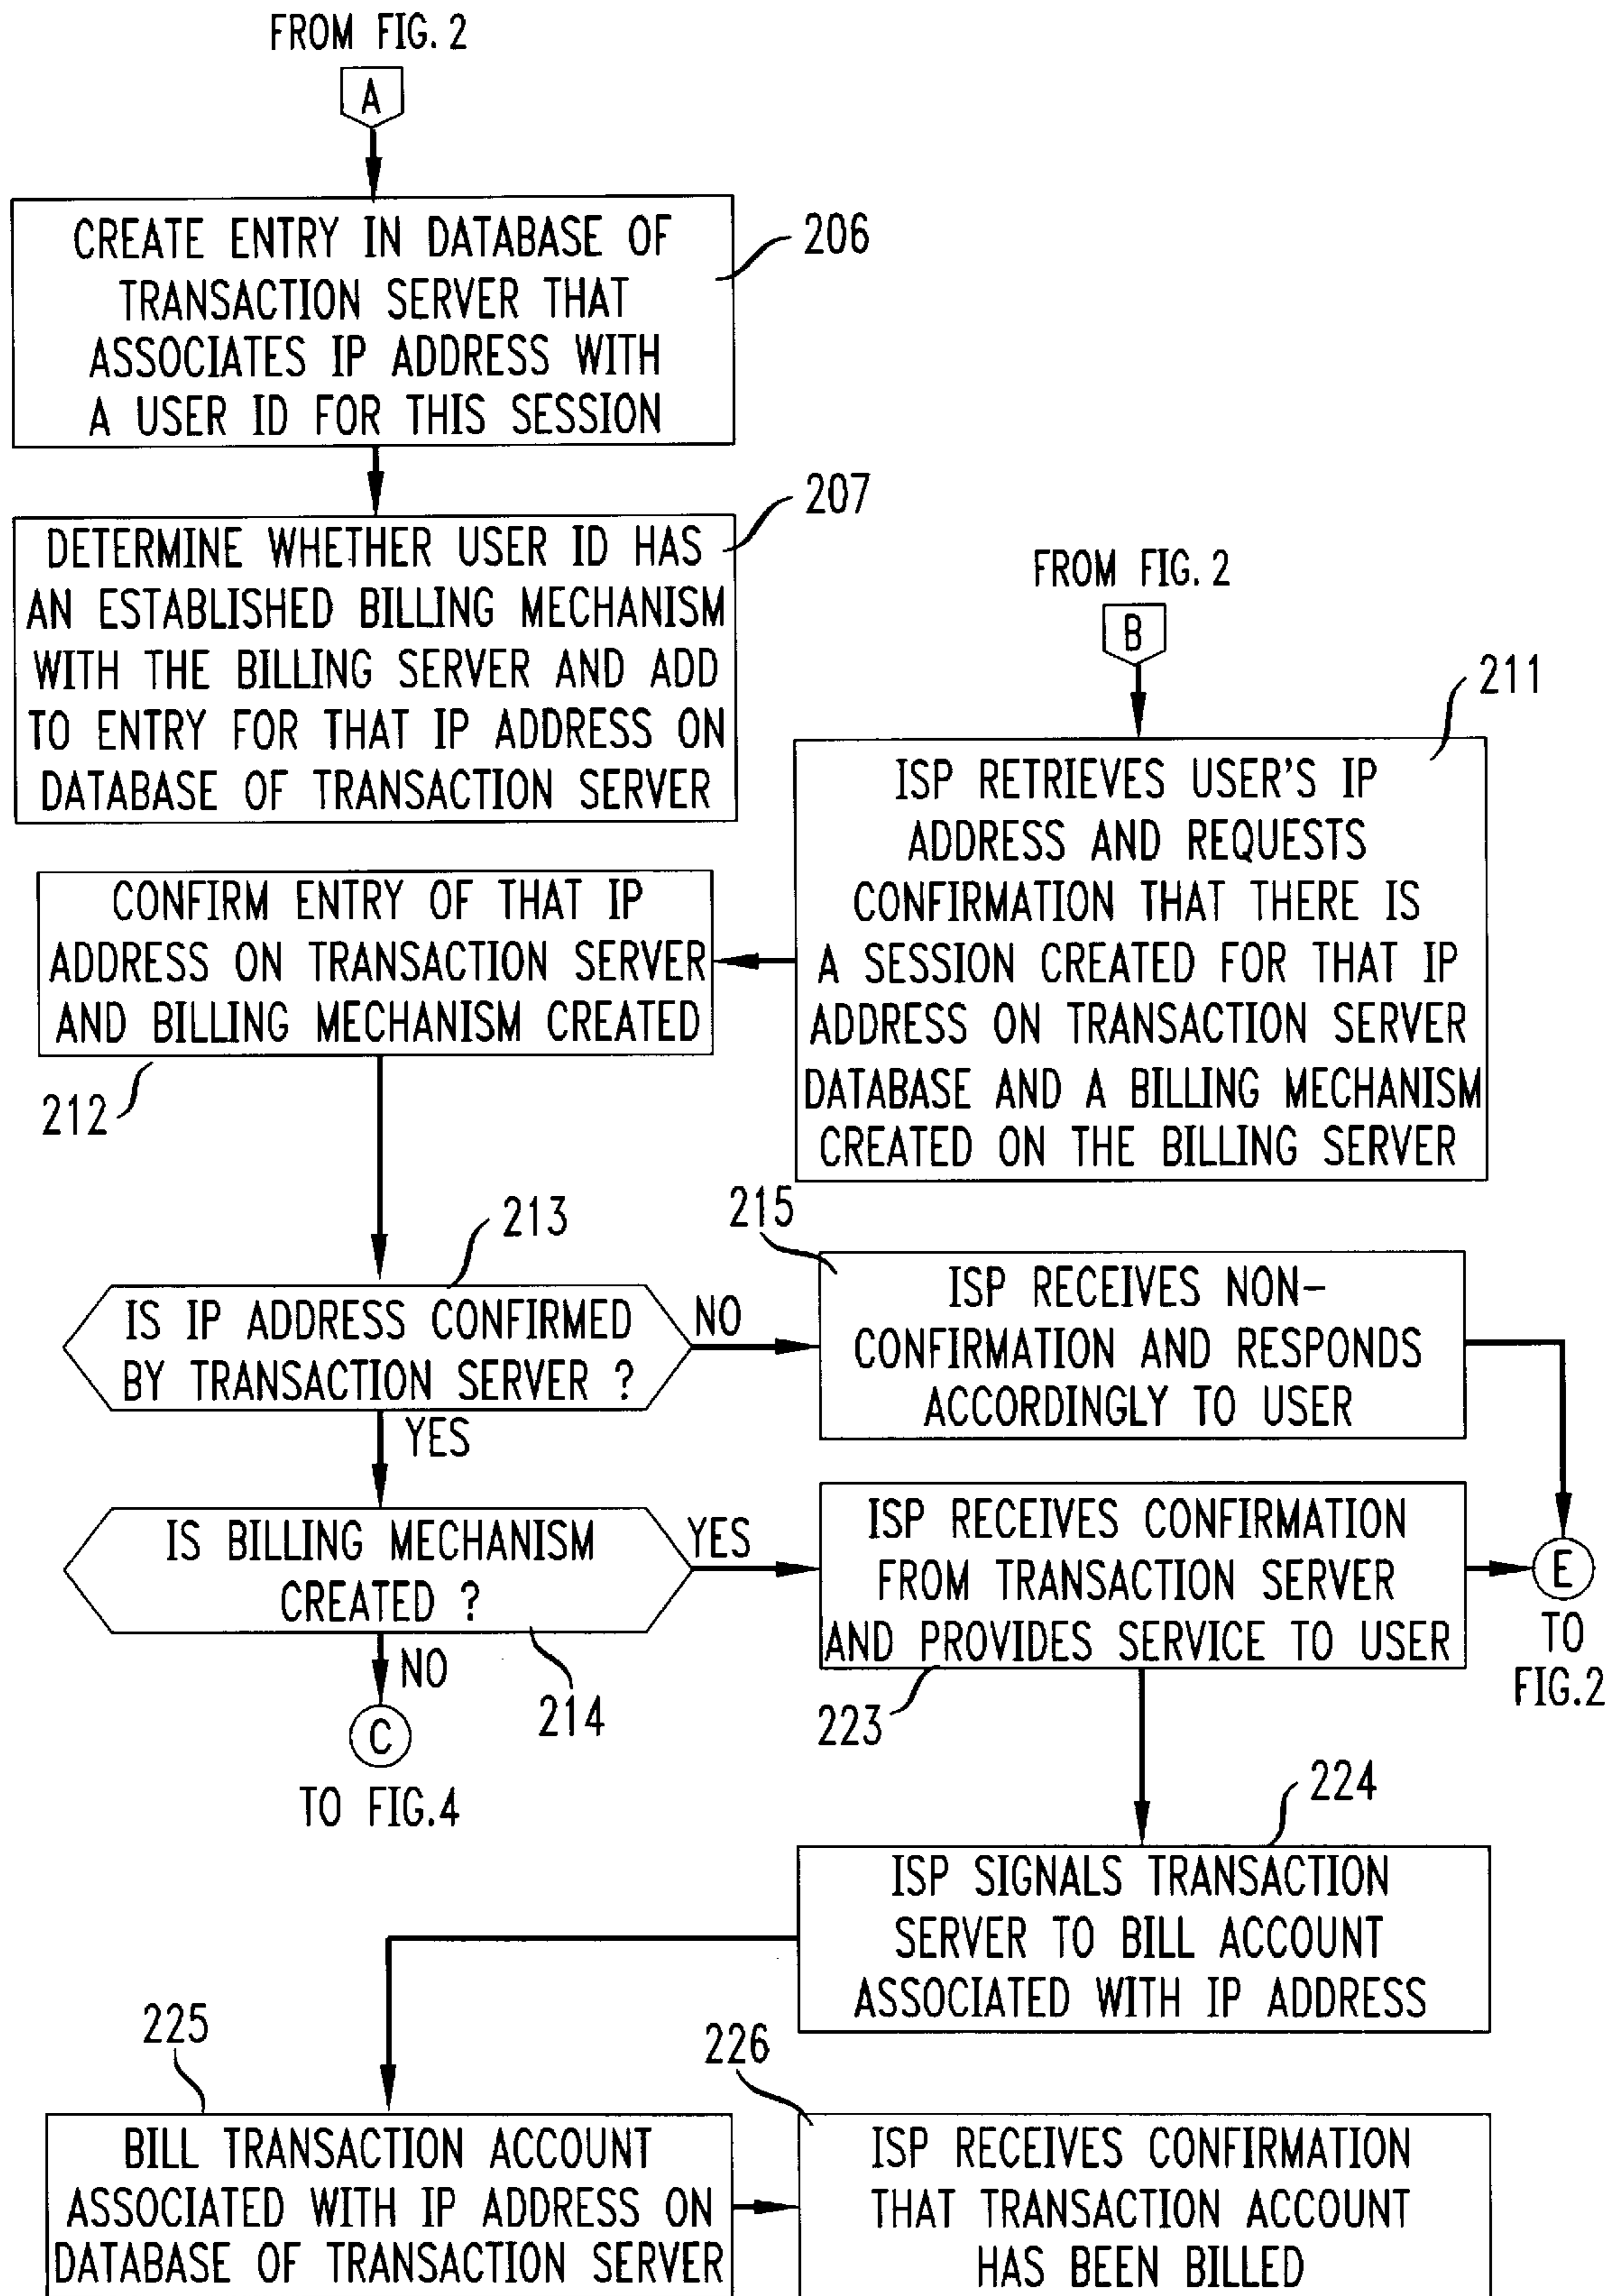 FROM FIG. 2
A
CREATE ENTRY IN DATABASE OF
TRANSACTION SERVER THAT
ASSOCIATES IP ADDRESS WITH
A USER ID FOR THIS SESSION
206
DETERMINE WHETHER USER ID HAS
AN ESTABLISHED BILLING MECHANISM
WITH THE BILLING SERVER AND ADD
TO ENTRY FOR THAT IP ADDRESS ON
DATABASE OF TRANSACTION SERVER
207
FROM FIG. 2
B
211
ISP RETRIEVES USER'S IP
ADDRESS AND REQUESTS
CONFIRMATION THAT THERE IS
A SESSION CREATED FOR THAT IP
ADDRESS ON TRANSACTION SERVER
DATABASE AND A BILLING MECHANISM
CREATED ON THE BILLING SERVER
CONFIRM ENTRY OF THAT IP
ADDRESS ON TRANSACTION SERVER
AND BILLING MECHANISM CREATED
212
213
IS IP ADDRESS CONFIRMED
BY TRANSACTION SERVER ?
NO
YES
215
ISP RECEIVES NON-
CONFIRMATION AND RESPONDS
ACCORDINGLY TO USER
IS BILLING MECHANISM
CREATED ?
YES
NO
214
C
TO FIG.4
ISP RECEIVES CONFIRMATION
FROM TRANSACTION SERVER
AND PROVIDES SERVICE TO USER
223
E
TO
FIG.2
224
ISP SIGNALS TRANSACTION
SERVER TO BILL ACCOUNT
ASSOCIATED WITH IP ADDRESS
225
BILL TRANSACTION ACCOUNT
ASSOCIATED WITH IP ADDRESS ON
DATABASE OF TRANSACTION SERVER
226
ISP RECEIVES CONFIRMATION
THAT TRANSACTION ACCOUNT
HAS BEEN BILLED